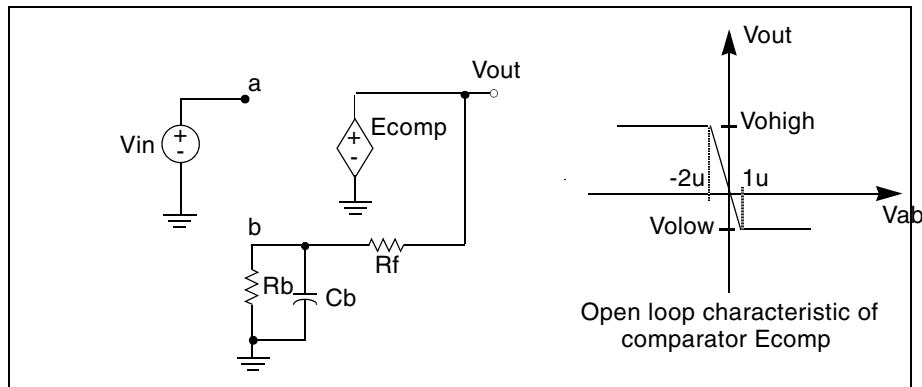 a
Vin
+
-
Ecomp
+
-
Vout
b
Rb
Cb
Rf
Vout
Vohigh
-2u
1u
Vab
Volow
Open loop characteristic of
comparator Ecomp